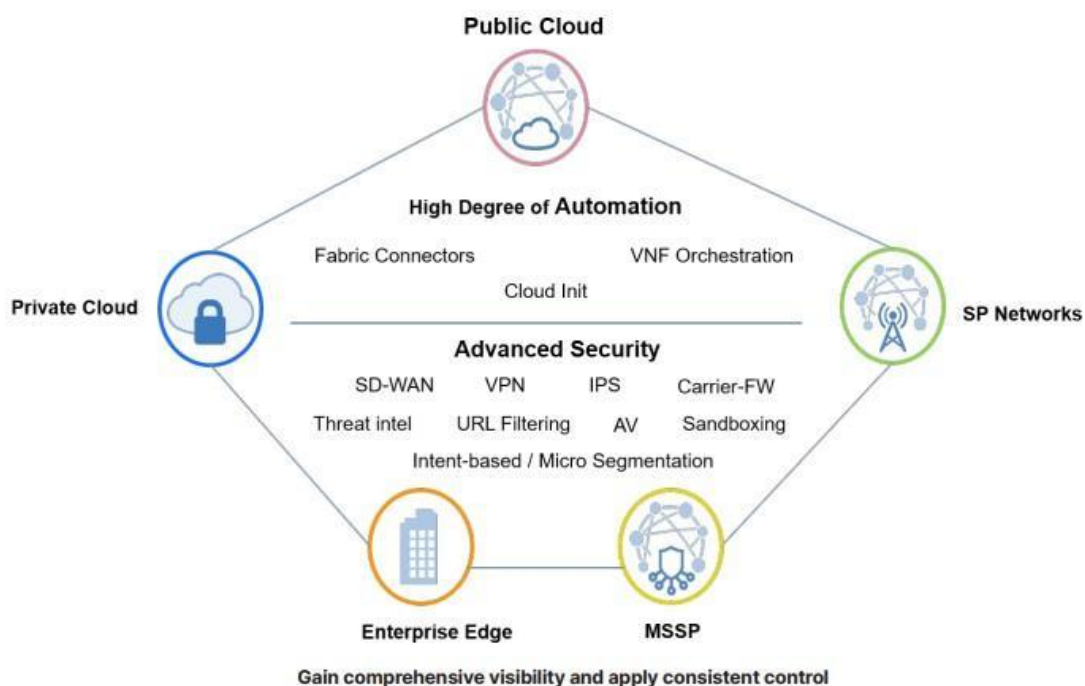 Public Cloud
High Degree of Automation
Fabric Connectors VNF Orchestration
Cloud Init
Private Cloud
SP Networks
Advanced Security
SD-WAN VPN IPS Carrier-FW
Threat intel URL Filtering AV Sandboxing
Intent-based / Micro Segmentation
Enterprise Edge MSSP
Gain comprehensive visibility and apply consistent control